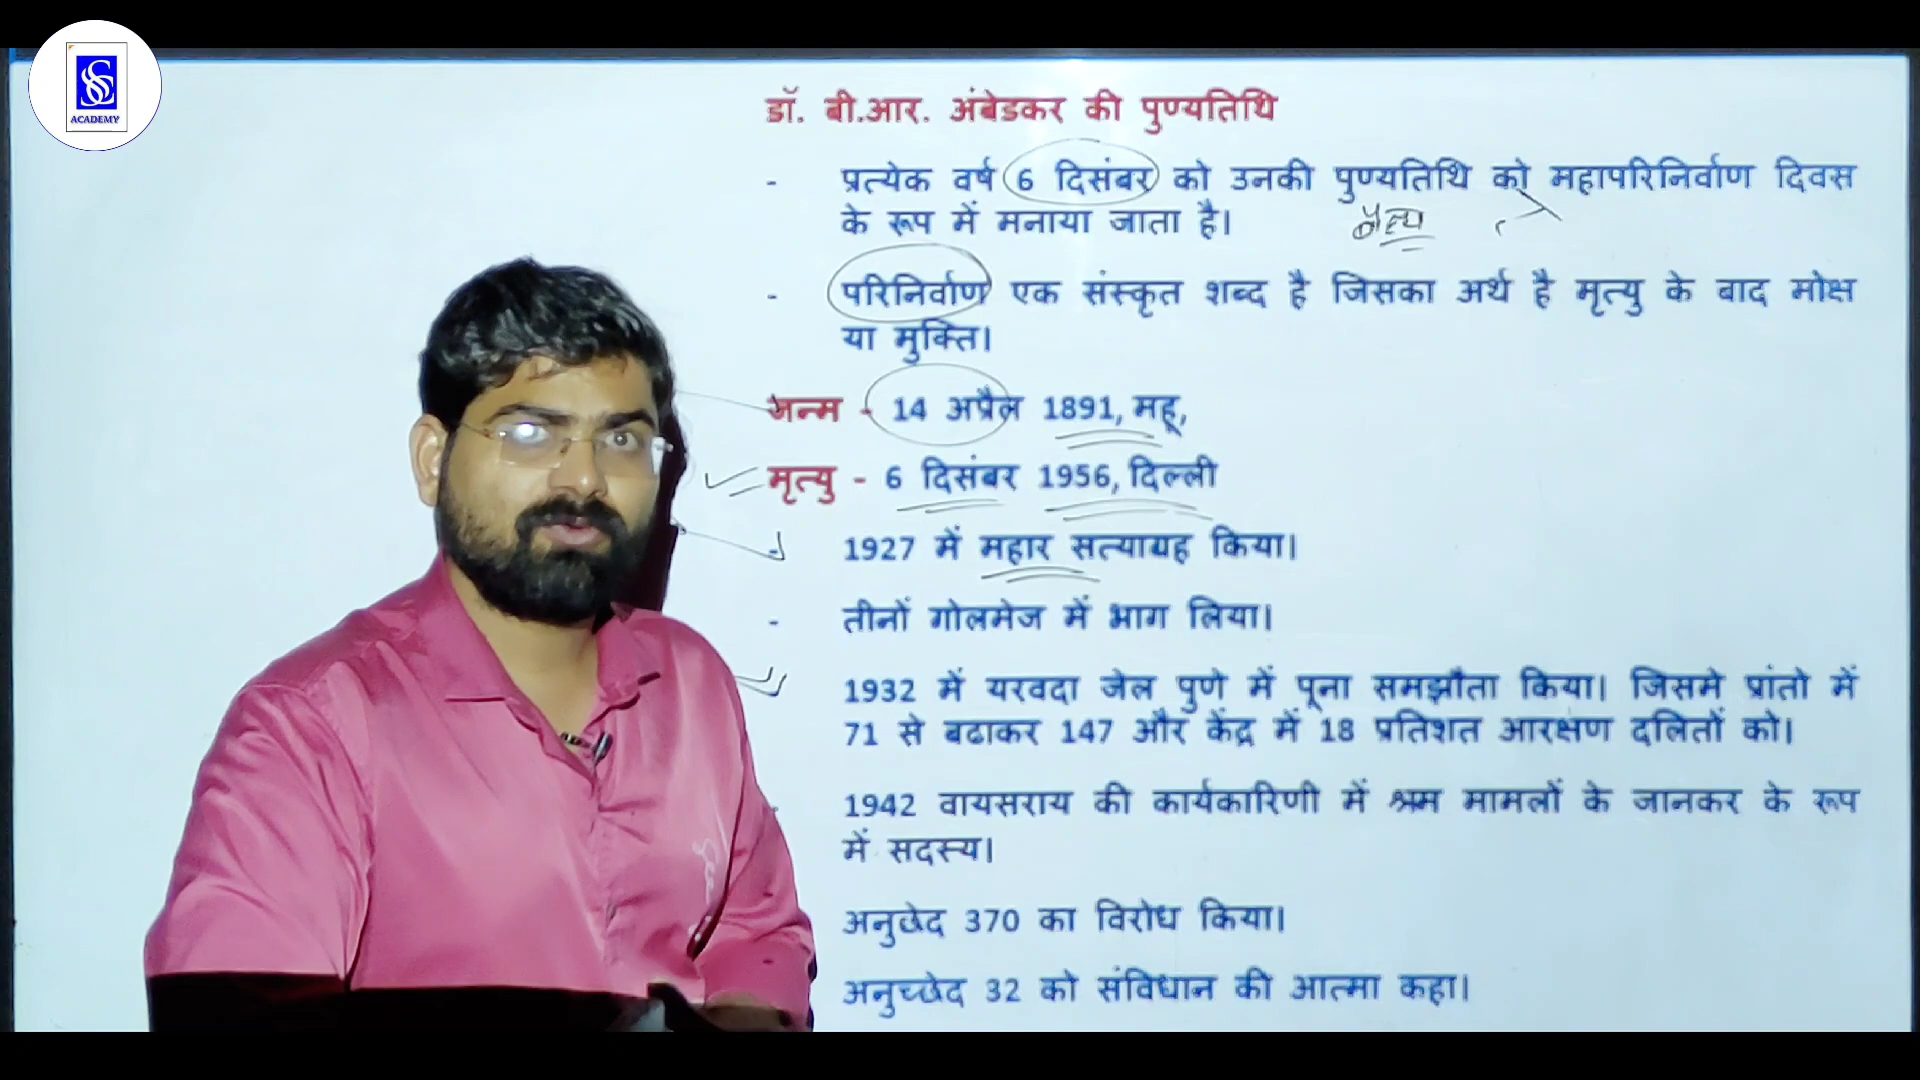 SS
ACADEMY
डॉ. बी.आर. अंबेडकर की पुण्यतिथि
- प्रत्येक वर्ष 6 दिसंबर को उनकी पुण्यतिथि को महापरिनिर्वाण दिवस
के रूप में मनाया जाता है।
- परिनिर्वाण एक संस्कृत शब्द है जिसका अर्थ है मृत्यु के बाद मोक्ष
या मुक्ति।
जन्म - 14 अप्रैल 1891, महू,
मृत्यु - 6 दिसंबर 1956, दिल्ली
- 1927 में महार सत्याग्रह किया।
- तीनों गोलमेज में भाग लिया।
1932 में यरवदा जेल पुणे में पूना समझौता किया। जिसमे प्रांतो में
71 से बढाकर 147 और केंद्र में 18 प्रतिशत आरक्षण दलितों को।
- 1942 वायसराय की कार्यकारिणी में श्रम मामलों के जानकर के रूप
में सदस्य।
अनुछेद 370 का विरोध किया।
अनुच्छेद 32 को संविधान की आत्मा कहा।